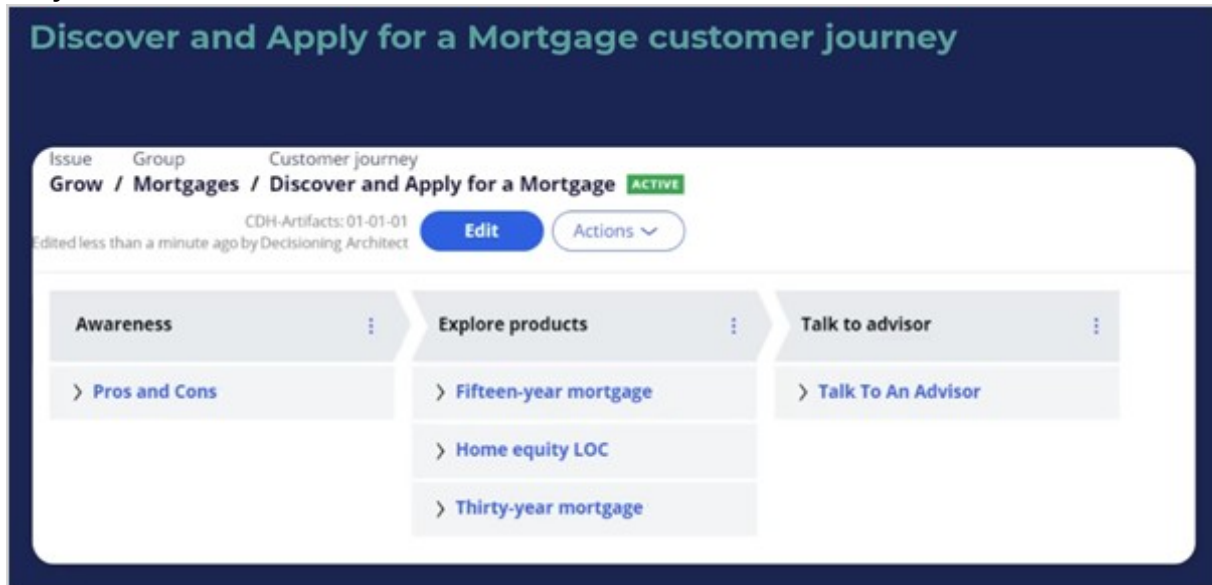 Discover and Apply for a Mortgage customer journey
Issue Group Customer journey
Grow / Mortgages / Discover and Apply for a Mortgage ACTIVE
CDH-Artifacts: 01-01-01
Edited less than a minute ago by Decisioning Architect
Edit Actions
Awareness Explore products Talk to advisor
Pros and Cons Fifteen-year mortgage Talk To An Advisor
Home equity LOC
Thirty-year mortgage